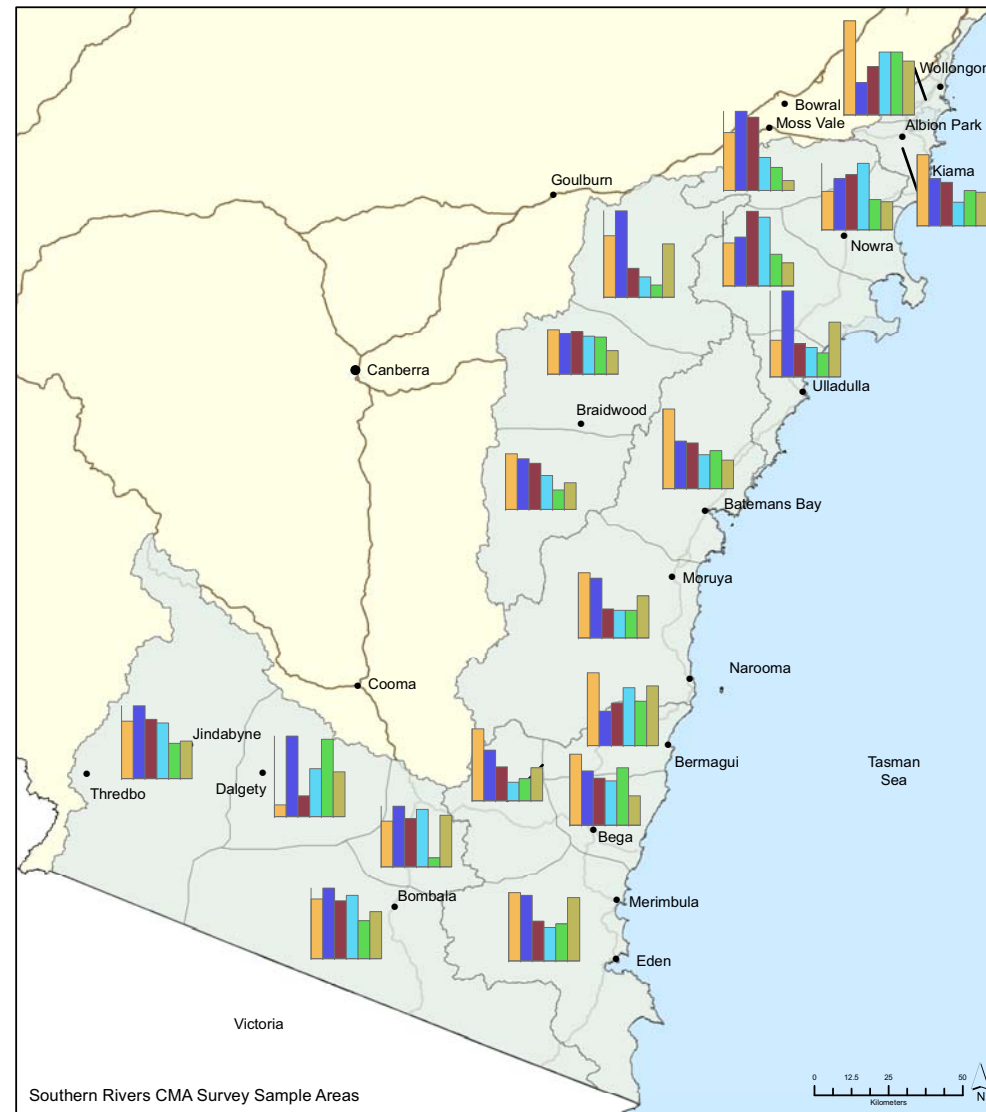 Wollongon
Bowral
Moss Vale
Albion Park
Kiama
Goulburn
Nowra
Canberra
Ulladulla
Braidwood
Batemans Bay
Moruya
Narooma
Cooma
Jindabyne
Bermagui
Tasman
Sea
Thredbo
Dalgety
Bega
Bombala
Merimbula
Eden
Victoria
0 12.5 25 50
Kilometers
N
Southern Rivers CMA Survey Sample Areas